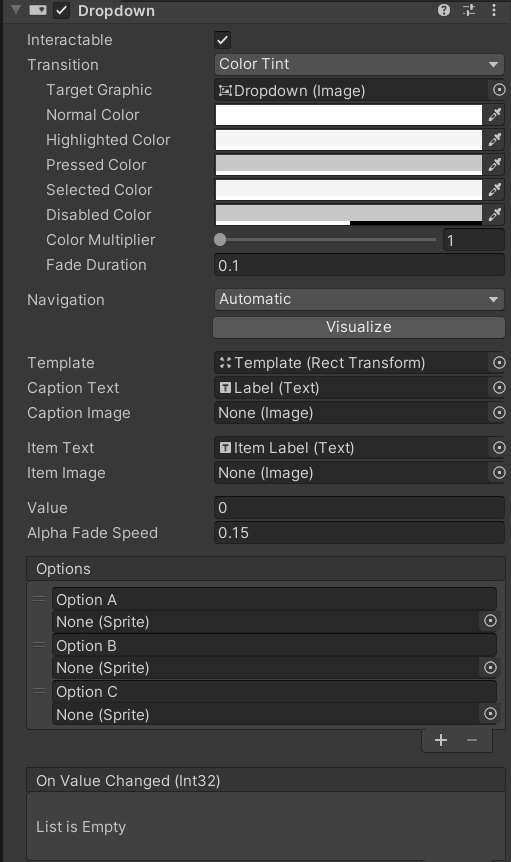 Dropdown
Interactable
Transition Color Tint
Target Graphic Dropdown (Image)
Normal Color
Highlighted Color
Pressed Color
Selected Color
Disabled Color
Color Multiplier 1
Fade Duration 0.1
Navigation Automatic
Visualize
Template Template (Rect Transform)
Caption Text Label (Text)
Caption Image None (Image)
Item Text Item Label (Text)
Item Image None (Image)
Value 0
Alpha Fade Speed 0.15
Options
Option A
None (Sprite)
Option B
None (Sprite)
Option C
None (Sprite)
On Value Changed (Int32)
List is Empty